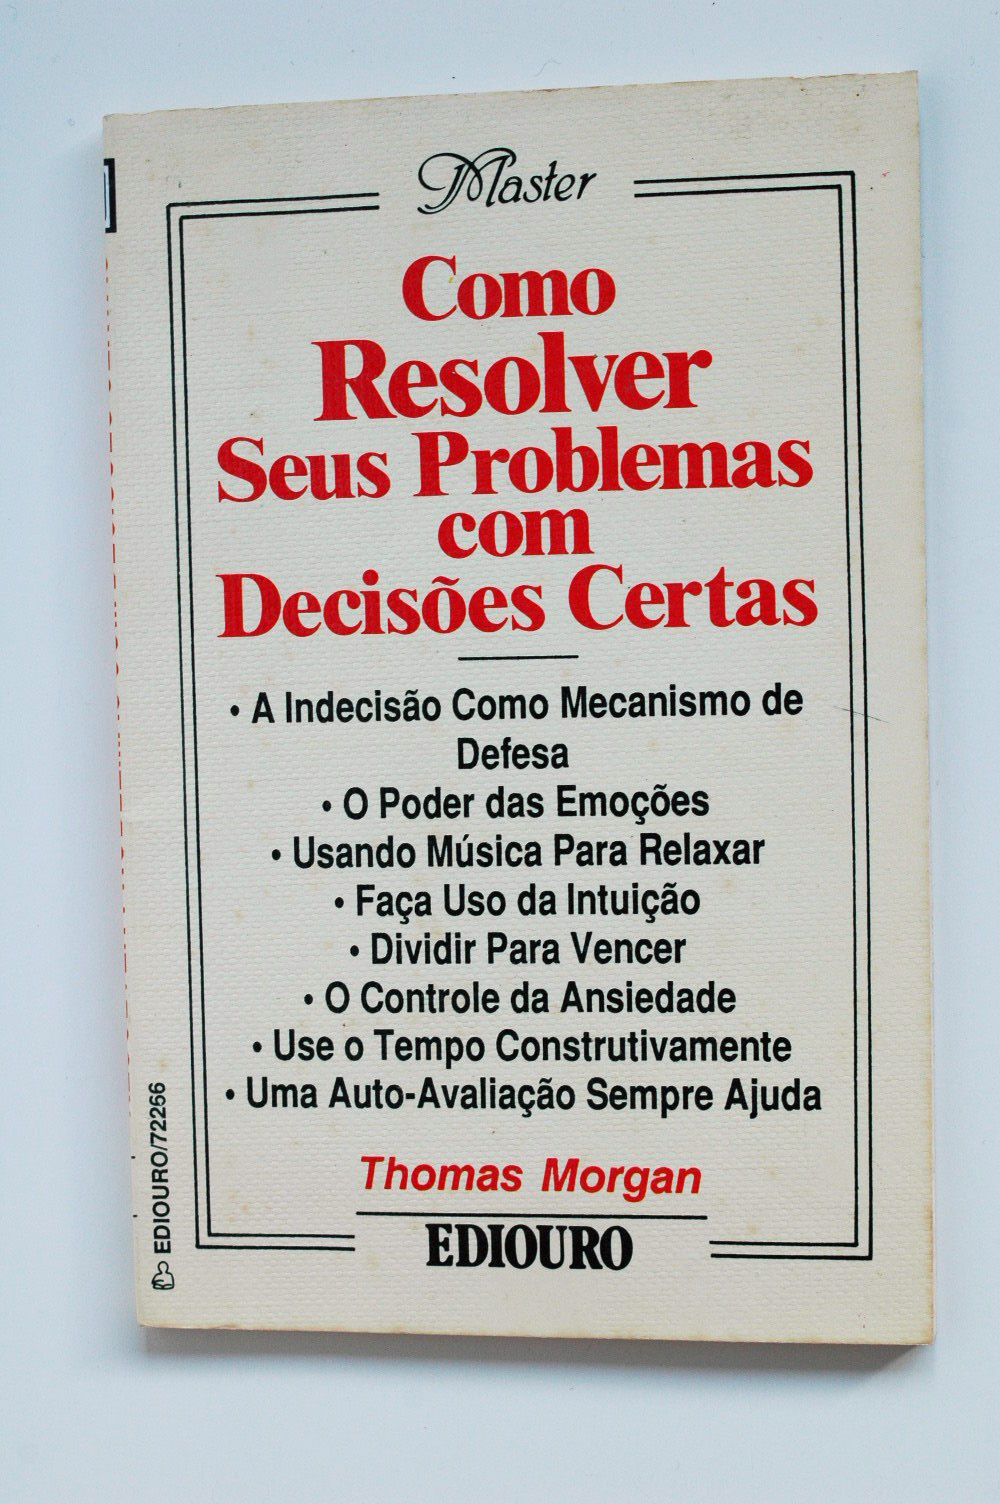 Master
Como
Resolver
Seus Problemas
com
Decisões Certas
• A Indecisão Como Mecanismo de
Defesa
• O Poder das Emoções
• Usando Música Para Relaxar
• Faça Uso da Intuição
• Dividir Para Vencer
• O Controle da Ansiedade
• Use o Tempo Construtivamente
• Uma Auto-Avaliação Sempre Ajuda
Thomas Morgan
EDIOURO
EDIOURO/72266